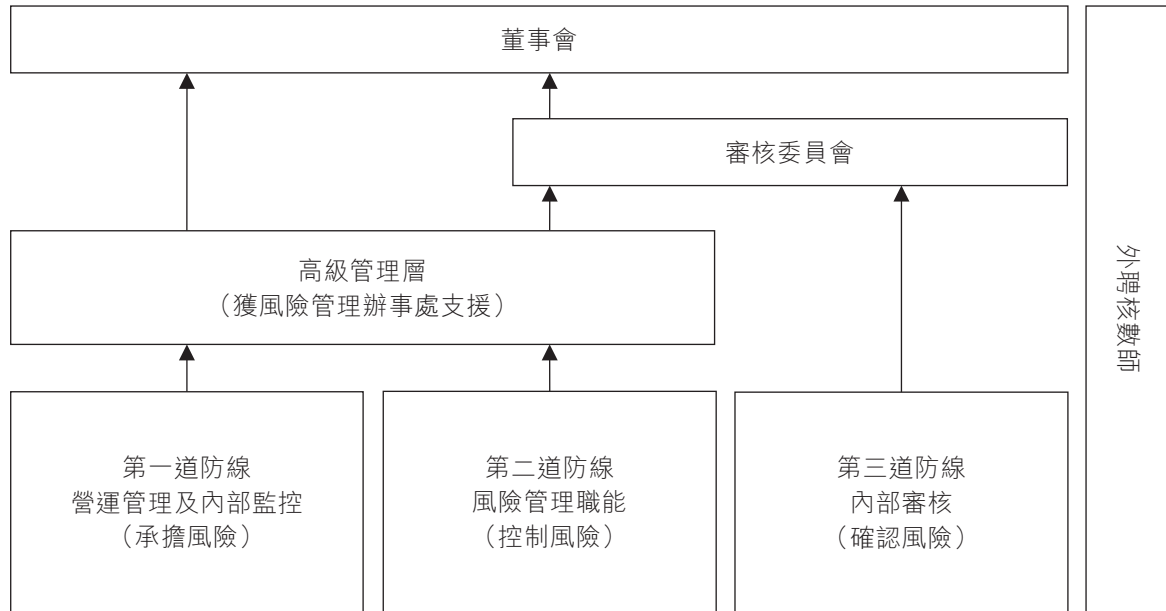 董事會
審核委員會
高級管理層
（獲風險管理辦事處支援）
第一道防線
營運管理及內部監控
（承擔風險）
第二道防線
風險管理職能
（控制風險）
第三道防線
內部審核
（確認風險）
外聘核數師